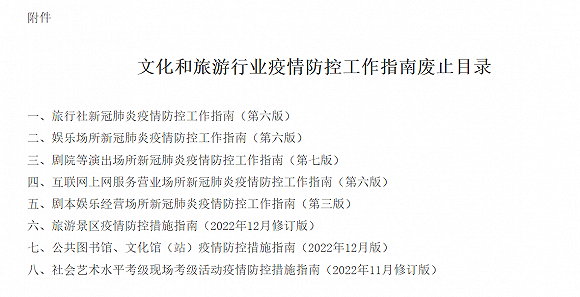 附件
文化和旅游行业疫情防控工作指南废止目录
一、旅行社新冠肺炎疫情防控工作指南（第六版）
二、娱乐场所新冠肺炎疫情防控工作指南（第六版）
三、剧院等演出场所新冠肺炎疫情防控工作指南（第七版）
四、互联网上网服务营业场所新冠肺炎疫情防控工作指南（第六版）
五、剧本娱乐经营场所新冠肺炎疫情防控工作指南（第三版）
六、旅游景区疫情防控措施指南（2022年12月修订版）
七、公共图书馆、文化馆（站）疫情防控措施指南（2022年12月版）
八、社会艺术水平考级现场考级活动疫情防控措施指南（2022年11月修订版）